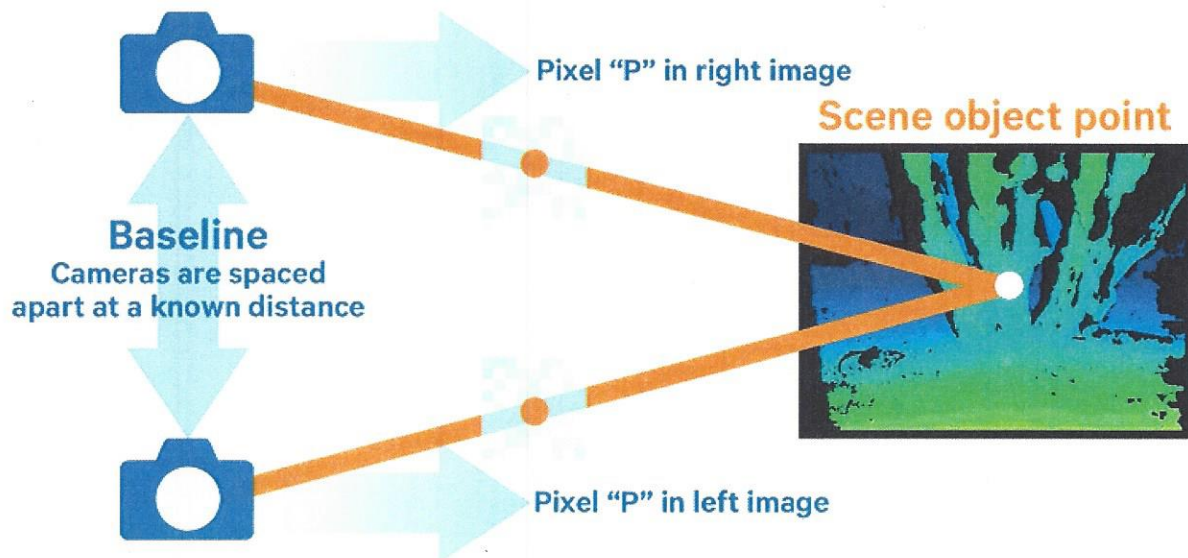 Pixel “P” in right image
Scene object point
Baseline
Cameras are spaced
apart at a known distance
Pixel “P” in left image